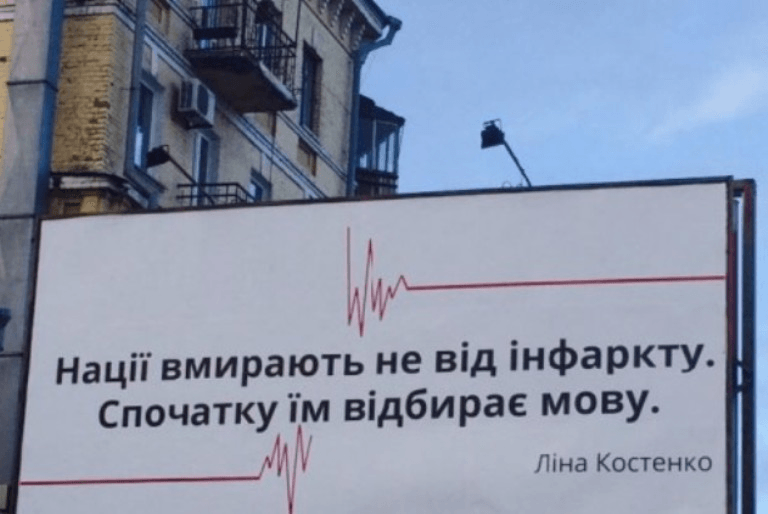 Нації вмирають не від інфаркту.
Спочатку їм відбирає мову.
Ліна Костенко